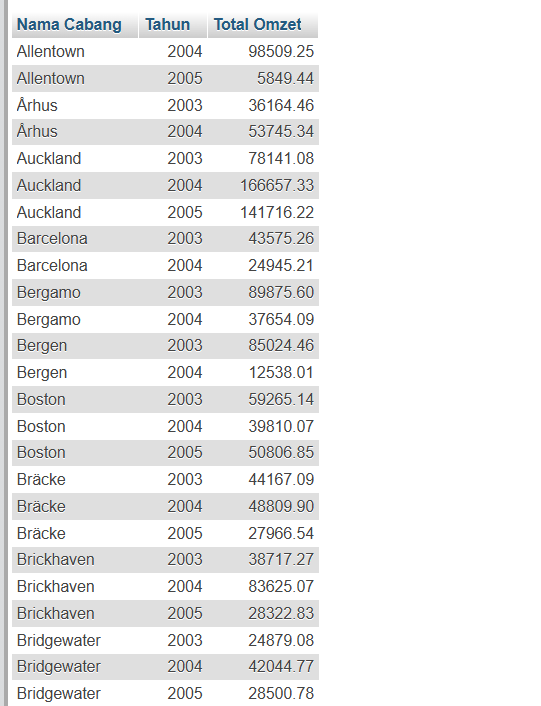 Nama Cabang Tahun Total Omzet
Allentown 2004 98509.25
Allentown 2005 5849.44
Århus 2003 36164.46
Århus 2004 53745.34
Auckland 2003 78141.08
Auckland 2004 166657.33
Auckland 2005 141716.22
Barcelona 2003 43575.26
Barcelona 2004 24945.21
Bergamo 2003 89875.60
Bergamo 2004 37654.09
Bergen 2003 85024.46
Bergen 2004 12538.01
Boston 2003 59265.14
Boston 2004 39810.07
Boston 2005 50806.85
Bräcke 2003 44167.09
Bräcke 2004 48809.90
Bräcke 2005 27966.54
Brickhaven 2003 38717.27
Brickhaven 2004 83625.07
Brickhaven 2005 28322.83
Bridgewater 2003 24879.08
Bridgewater 2004 42044.77
Bridgewater 2005 28500.78